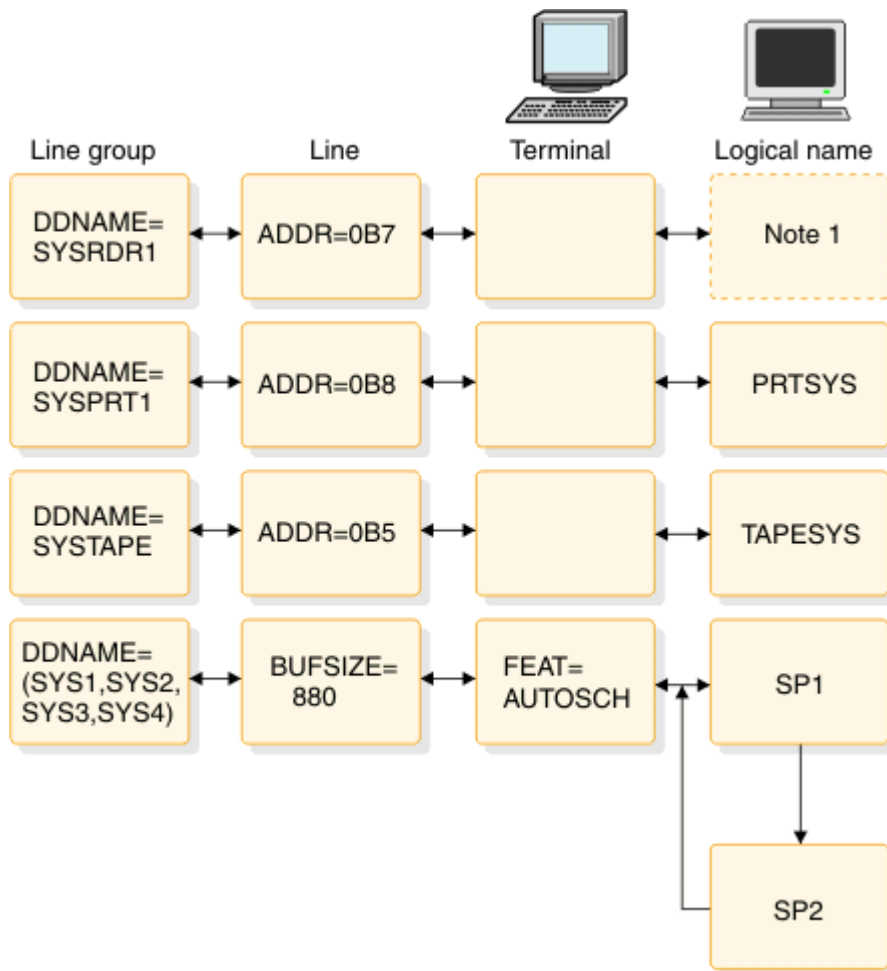 Line group
Line
Terminal
Logical name
DDNAME=
SYSRDR1
ADDR=0B7
Note 1
DDNAME=
SYSPRT1
ADDR=0B8
PRTSYS
DDNAME=
SYSTAPE
ADDR=0B5
TAPESYS
DDNAME=
(SYS1,SYS2,
SYS3,SYS4)
BUFSIZE=
880
FEAT=
AUTOSCH
SP1
SP2